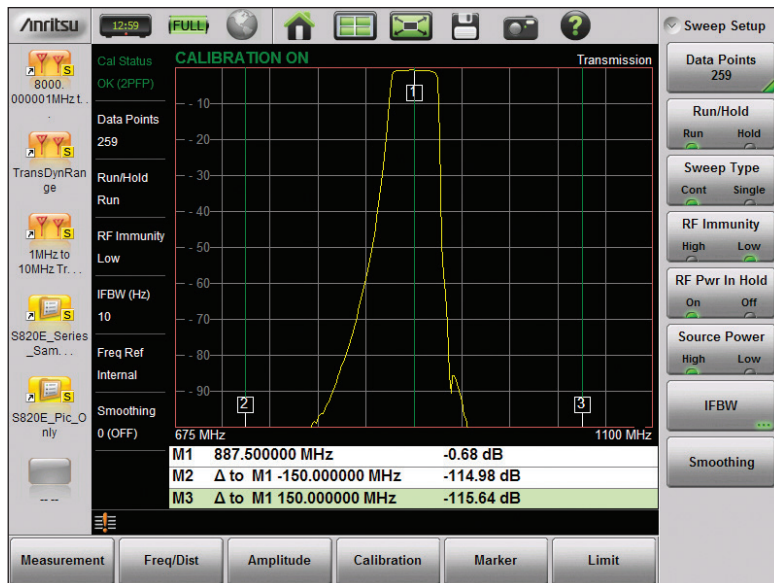 Anritsu
12:59
FULL
?
Sweep Setup
8000.
000001MHz t. .
.
TransDynRan
ge
1MHz to
10MHz Tr. . .
S820E_Series
_Sam. . .
S820E_Pic_O
nly
-- --
Cal Status
OK (2PFP)
Data Points
259
Run/Hold
Run
RF Immunity
Low
IFBW (Hz)
10
Freq Ref
Internal
Smoothing
0 (OFF)
CALIBRATION ON
Transmission
1
- 10
- 20
- 30
- 40
- 50
- 60
- 70
- 80
- 90
2
3
675 MHz
1100 MHz
M1 887.500000 MHz -0.68 dB
M2 Δ to M1 -150.000000 MHz -114.98 dB
M3 Δ to M1 150.000000 MHz -115.64 dB
Data Points
259
Run/Hold
Run Hold
Sweep Type
Cont Single
RF Immunity
High Low
RF Pwr In Hold
On Off
Source Power
High Low
IFBW
Smoothing
Measurement
Freq/Dist
Amplitude
Calibration
Marker
Limit